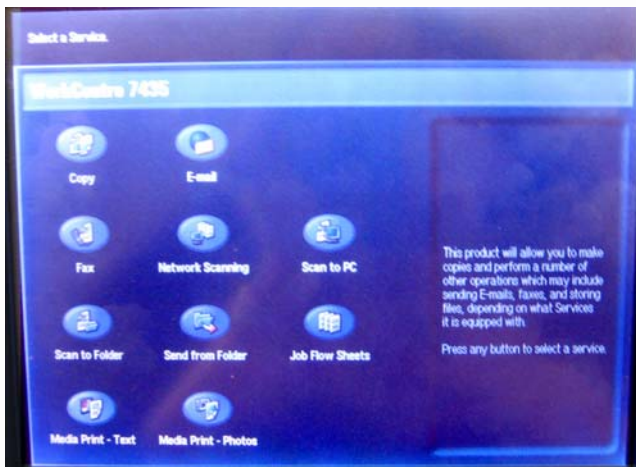 Select a Service.
WorkCentre 7435
Copy
E-mail
Fax
Network Scanning
Scan to PC
Scan to Folder
Send from Folder
Job Flow Sheets
Media Print - Text
Media Print - Photos
This product will allow you to make
copies and perform a number of
other operations which may include
sending E-mails, faxes, and storing
files, depending on what Services
it is equipped with.
Press any button to select a service.